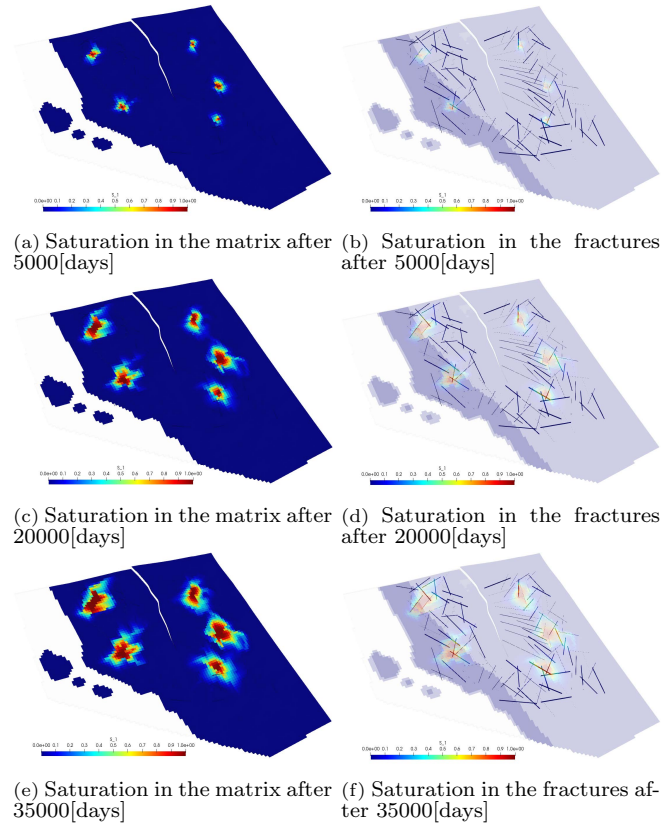 S_1 S_1
0.0e+00 0.1 0.2 0.3 0.4 0.5 0.6 0.7 0.8 0.9 1.0e+00 0.0e+00 0.1 0.2 0.3 0.4 0.5 0.6 0.7 0.8 0.9 1.0e+00
(a) Saturation in the matrix after
5000[days]
(b) Saturation in the fractures
after 5000[days]
S_1 S_1
0.0e+00 0.1 0.2 0.3 0.4 0.5 0.6 0.7 0.8 0.9 1.0e+00 0.0e+00 0.1 0.2 0.3 0.4 0.5 0.6 0.7 0.8 0.9 1.0e+00
(c) Saturation in the matrix after
20000[days]
(d) Saturation in the fractures
after 20000[days]
S_1 S_1
0.0e+00 0.1 0.2 0.3 0.4 0.5 0.6 0.7 0.8 0.9 1.0e+00 0.0e+00 0.1 0.2 0.3 0.4 0.5 0.6 0.7 0.8 0.9 1.0e+00
(e) Saturation in the matrix after
35000[days]
(f) Saturation in the fractures af-
ter 35000[days]